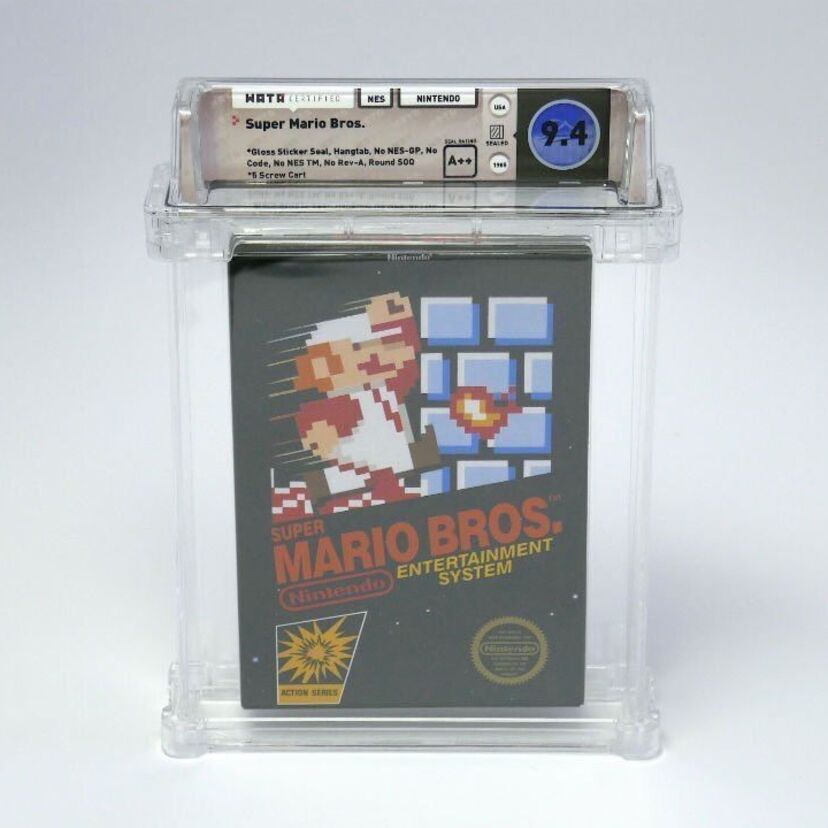 WATA CERTIFIED NES NINTENDO USA
Super Mario Bros.
*Gloss Sticker Seal, Hangtab, No NES-GP, No
Code, No NES TM, No Rev-A, Round SOQ
*5 Screw Cart
SEAL RATING
A++
SEALED
1985
9.4
Nintendo
SUPER
MARIO BROS.™
Nintendo
ENTERTAINMENT
SYSTEM
ACTION SERIES
Nintendo